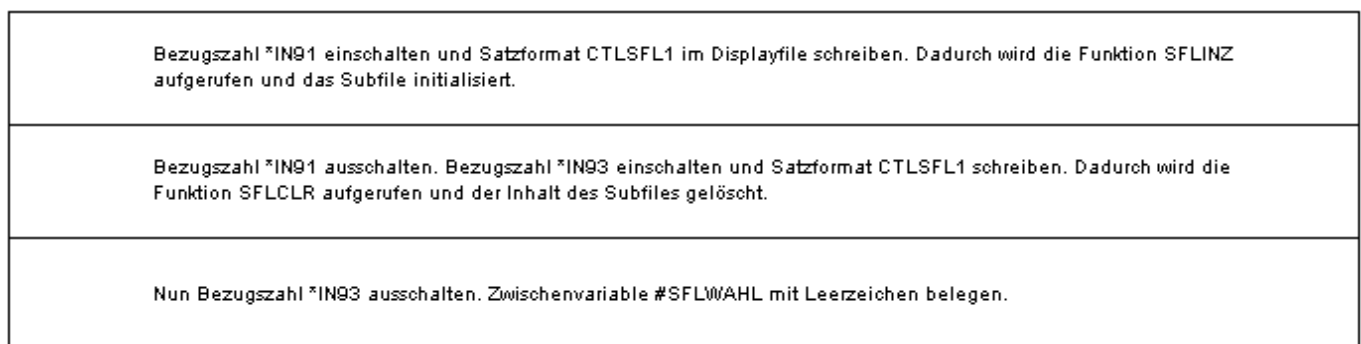 Bezugszahl *IN91 einschalten und Satzformat CTLSFL1 im Displayfile schreiben. Dadurch wird die Funktion SFLINZ
aufgerufen und das Subfile initialisiert.
Bezugszahl *IN91 ausschalten. Bezugszahl *IN93 einschalten und Satzformat CTLSFL1 schreiben. Dadurch wird die
Funktion SFLCLR aufgerufen und der Inhalt des Subfiles gelöscht.
Nun Bezugszahl *IN93 ausschalten. Zwischenvariable #SFLWAHL mit Leerzeichen belegen.